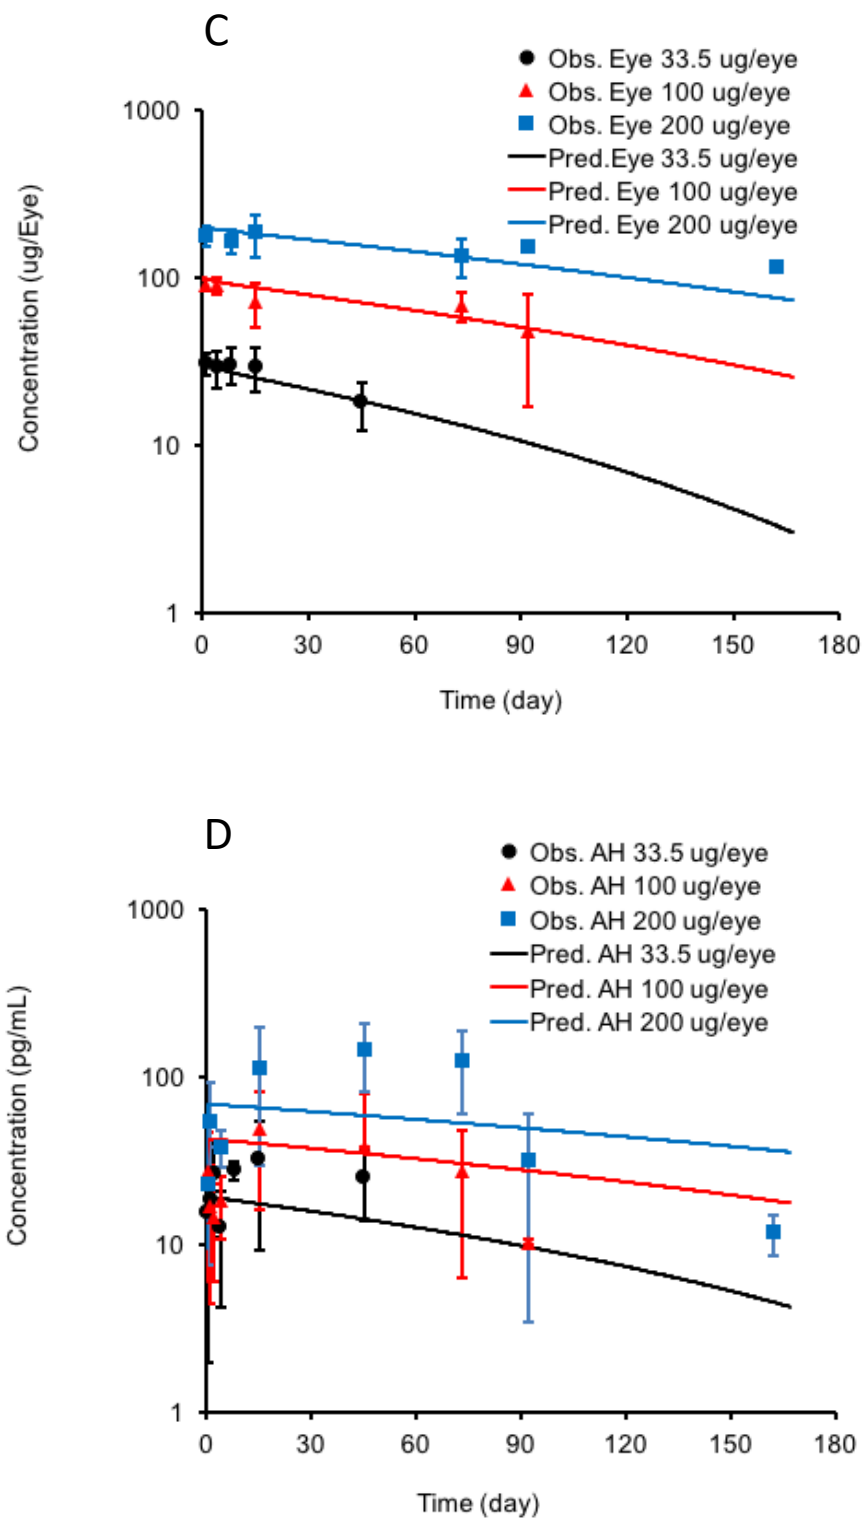 C
Obs. Eye 33.5 ug/eye
Obs. Eye 100 ug/eye
Obs. Eye 200 ug/eye
Pred.Eye 33.5 ug/eye
Pred. Eye 100 ug/eye
Pred. Eye 200 ug/eye
Concentration (ug/Eye)
1000
100
10
1
0 30 60 90 120 150 180
Time (day)
D
Obs. AH 33.5 ug/eye
Obs. AH 100 ug/eye
Obs. AH 200 ug/eye
Pred. AH 33.5 ug/eye
Pred. AH 100 ug/eye
Pred. AH 200 ug/eye
Concentration (pg/mL)
1000
100
10
1
0 30 60 90 120 150 180
Time (day)